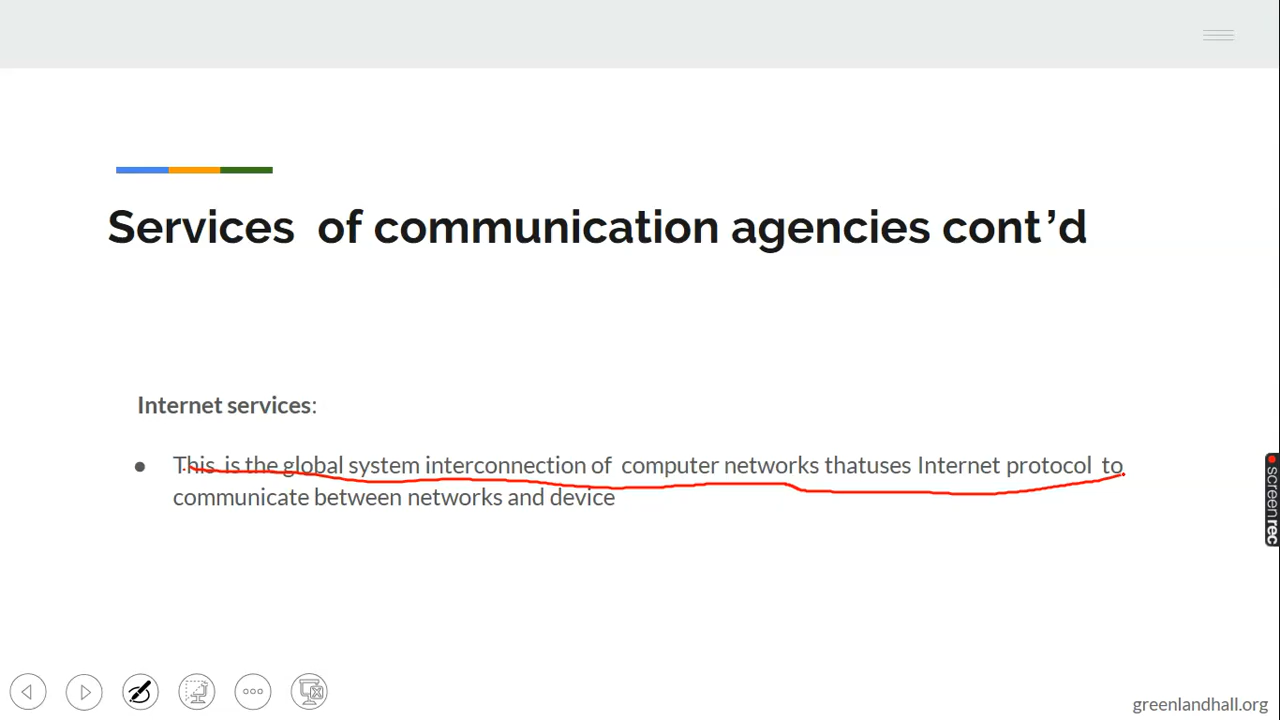 Services of communication agencies cont’d
Internet services:
● This is the global system interconnection of computer networks thatuses Internet protocol to
communicate between networks and device
screenrec
greenlandhall.org